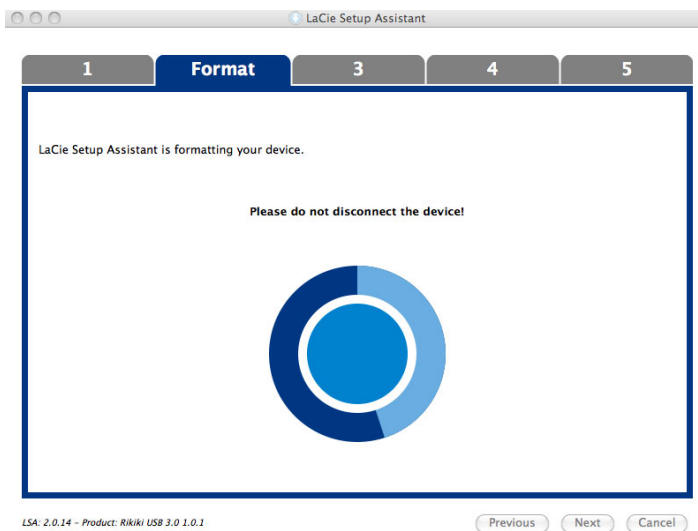 LaCie Setup Assistant
1 Format 3 4 5
LaCie Setup Assistant is formatting your device.
Please do not disconnect the device!
LSA: 2.0.14 - Product: Rikiki USB 3.0 1.0.1
Previous Next Cancel